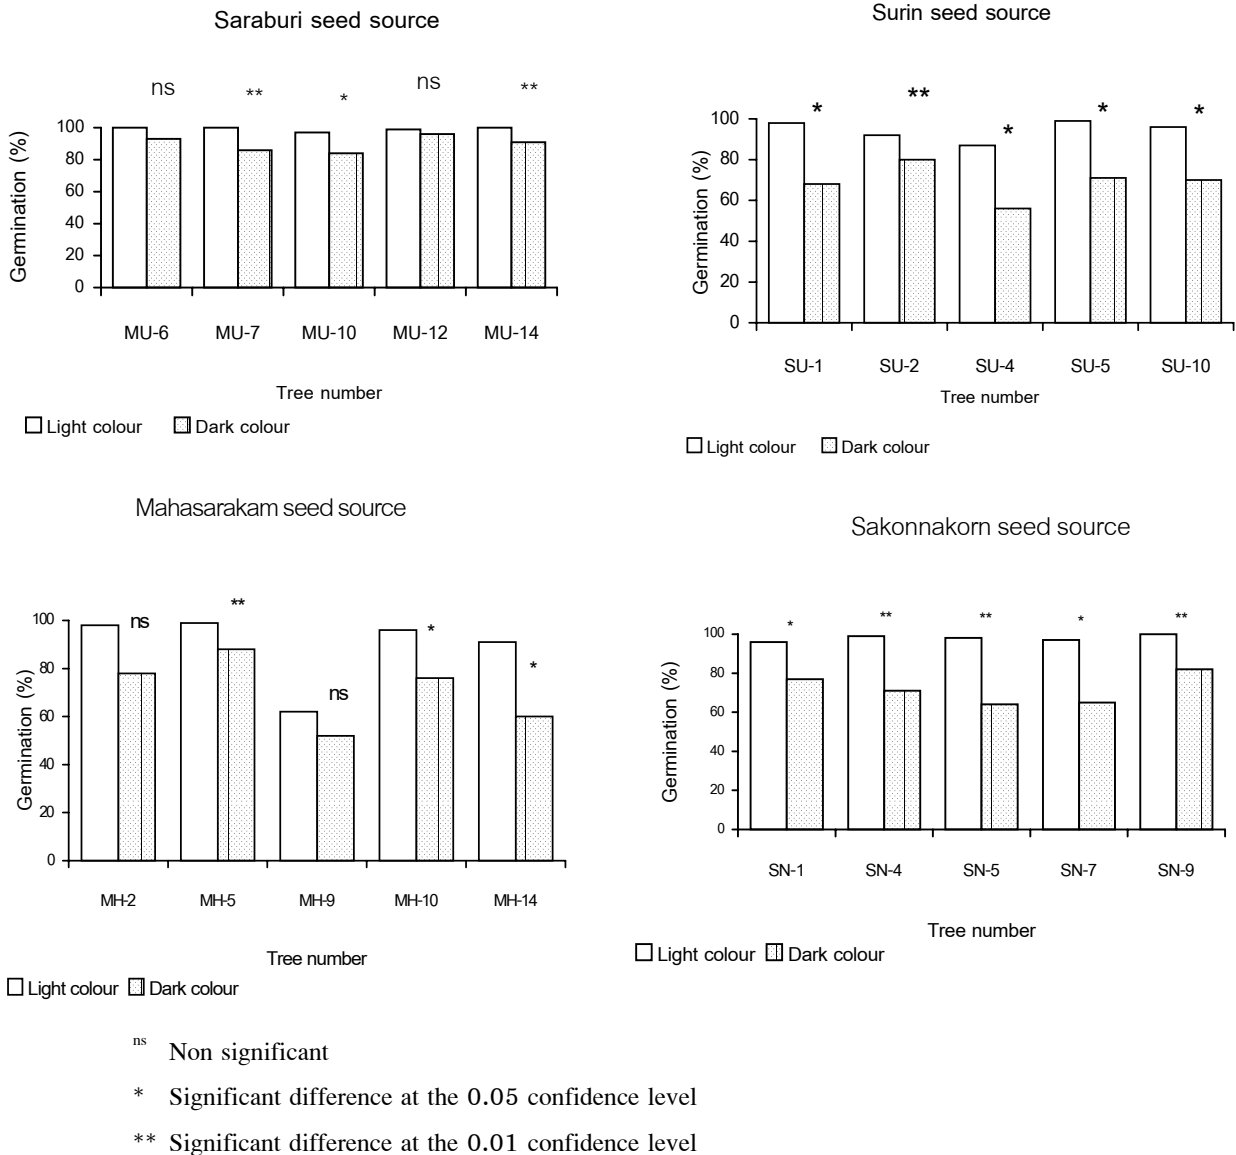 Saraburi seed source
ns
**
*
ns
**
Germination (%)
100
80
60
40
20
0
MU-6 MU-7 MU-10 MU-12 MU-14
Tree number
Light colour Dark colour
Surin seed source
*
**
*
*
*
Germination (%)
100
80
60
40
20
0
SU-1 SU-2 SU-4 SU-5 SU-10
Tree number
Light colour Dark colour
Mahasarakam seed source
ns
**
ns
*
*
Germination (%)
100
80
60
40
20
0
MH-2 MH-5 MH-9 MH-10 MH-14
Tree number
Light colour Dark colour
Sakonnakorn seed source
*
**
**
*
**
Germination (%)
100
80
60
40
20
0
SN-1 SN-4 SN-5 SN-7 SN-9
Tree number
Light colour Dark colour
ns Non significant
* Significant difference at the 0.05 confidence level
** Significant difference at the 0.01 confidence level